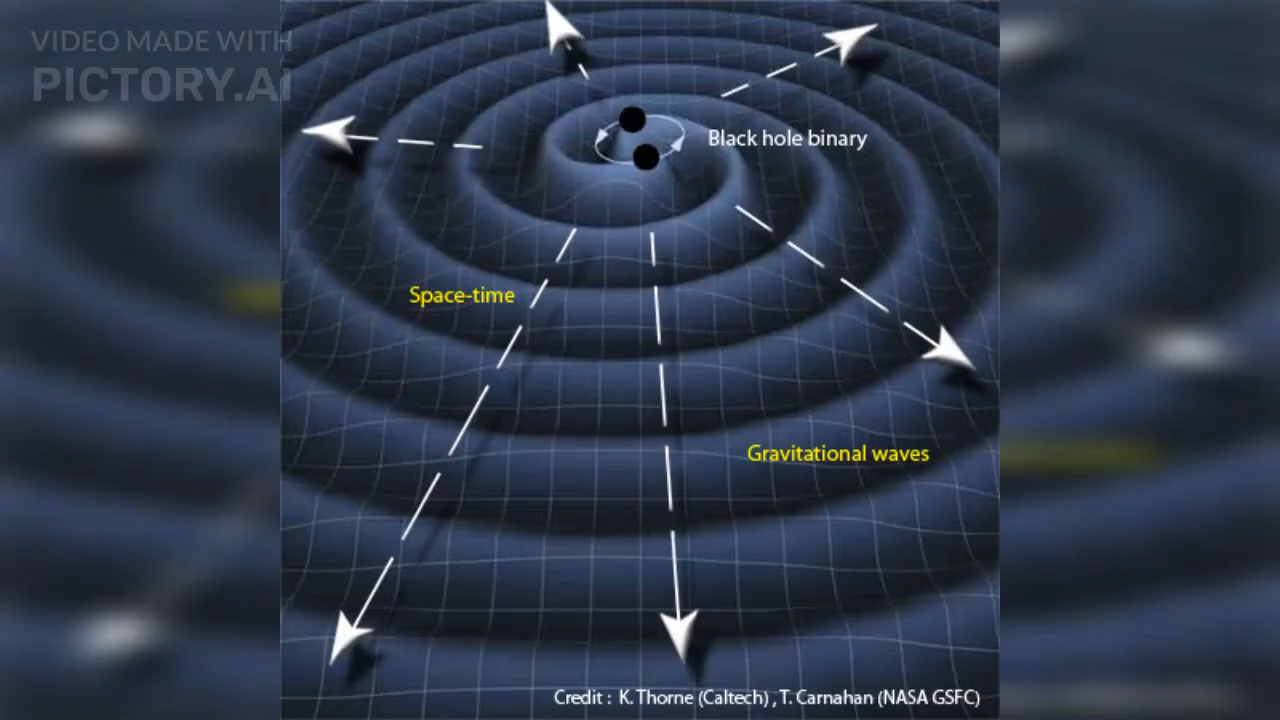 VIDEO MADE WITH
PICTORY.AI
Black hole binary
Space-time
Gravitational waves
Credit : K. Thorne (Caltech) , T. Carnahan (NASA GSFC)